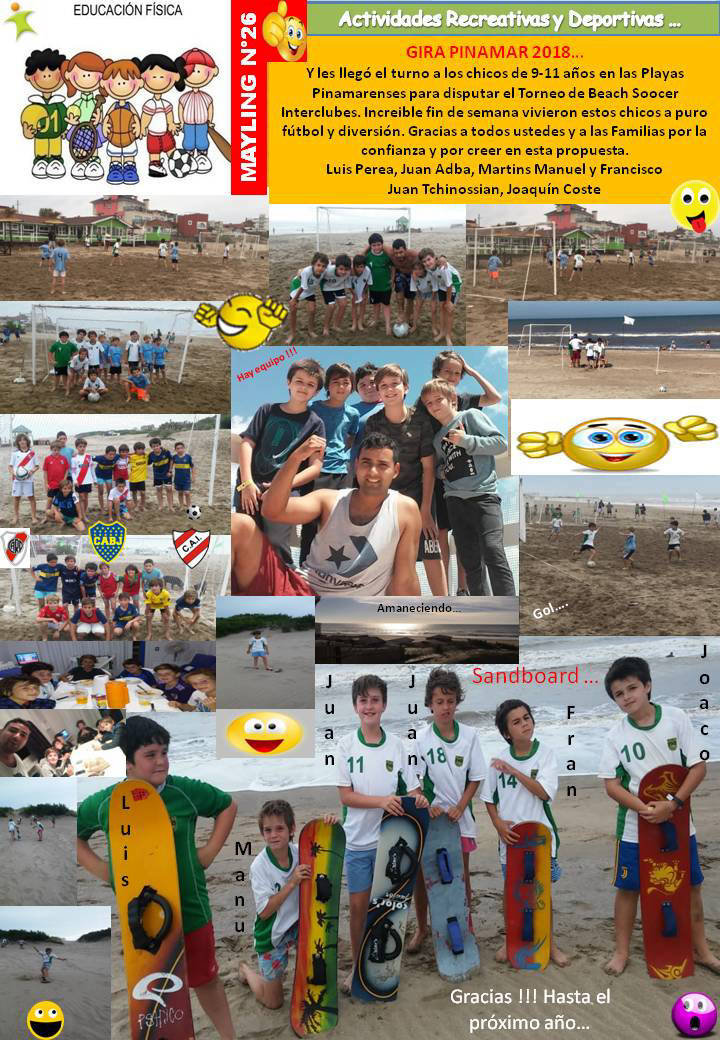 EDUCACIÓN FÍSICA
MAYLING N°26
Actividades Recreativas y Deportivas ...
GIRA PINAMAR 2018...
Y les llegó el turno a los chicos de 9-11 años en las Playas
Pinamarenses para disputar el Torneo de Beach Soocer
Interclubes. Increible fin de semana vivieron estos chicos a puro
fútbol y diversión. Gracias a todos ustedes y a las Familias por la
confianza y por creer en esta propuesta.
Luis Perea, Juan Adba, Martins Manuel y Francisco
Juan Tchinossian, Joaquín Coste
Hay equipo !!!
CABJ
C.A.I.
Amaneciendo...
Gol....
Sandboard ...
Luis
Manu
Juan
Juan
Fran
Joaco
11
18
14
10
Gracias !!! Hasta el
próximo año...